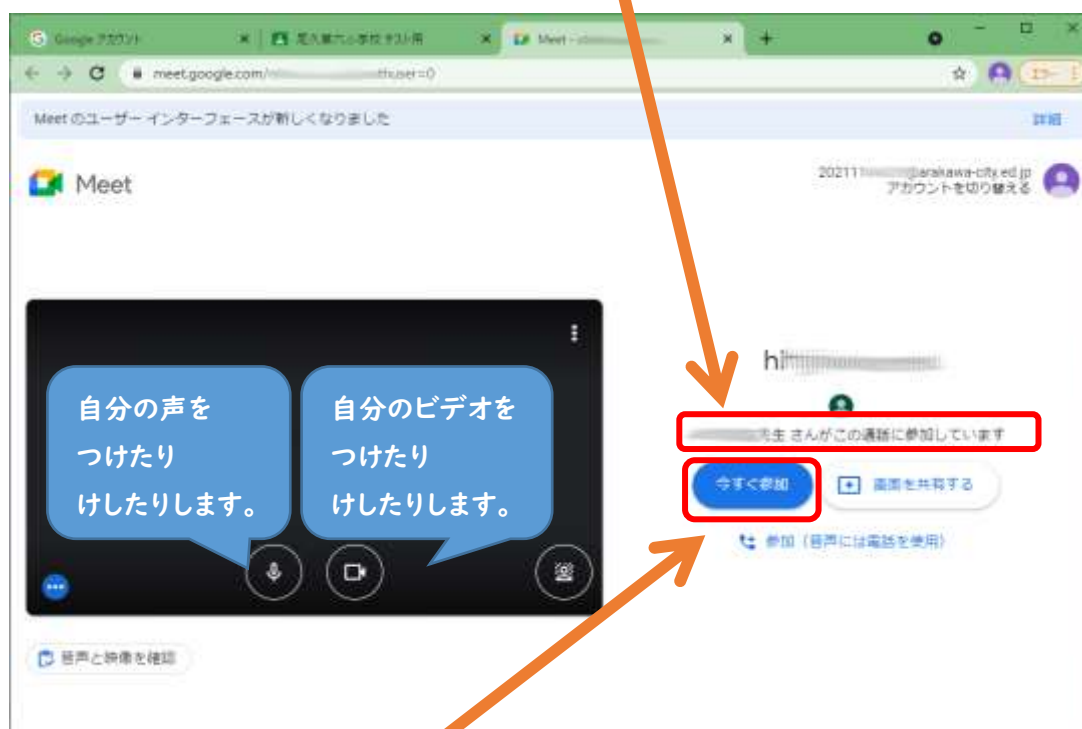 Google アカウント
尾久第六小学校 テスト用
Meet -
meet.google.com/
thuser=0
Meet のユーザー インターフェースが新しくなりました
詳細
Meet
202111
@arakawa-city.ed.jp
アカウントを切り替える
hi
自分の声を
つけたり
けしたりします。
自分のビデオを
つけたり
けしたりします。
先生 さんがこの通話に参加しています
今すぐ参加
画面を共有する
参加（音声には電話を使用）
音声と映像を確認